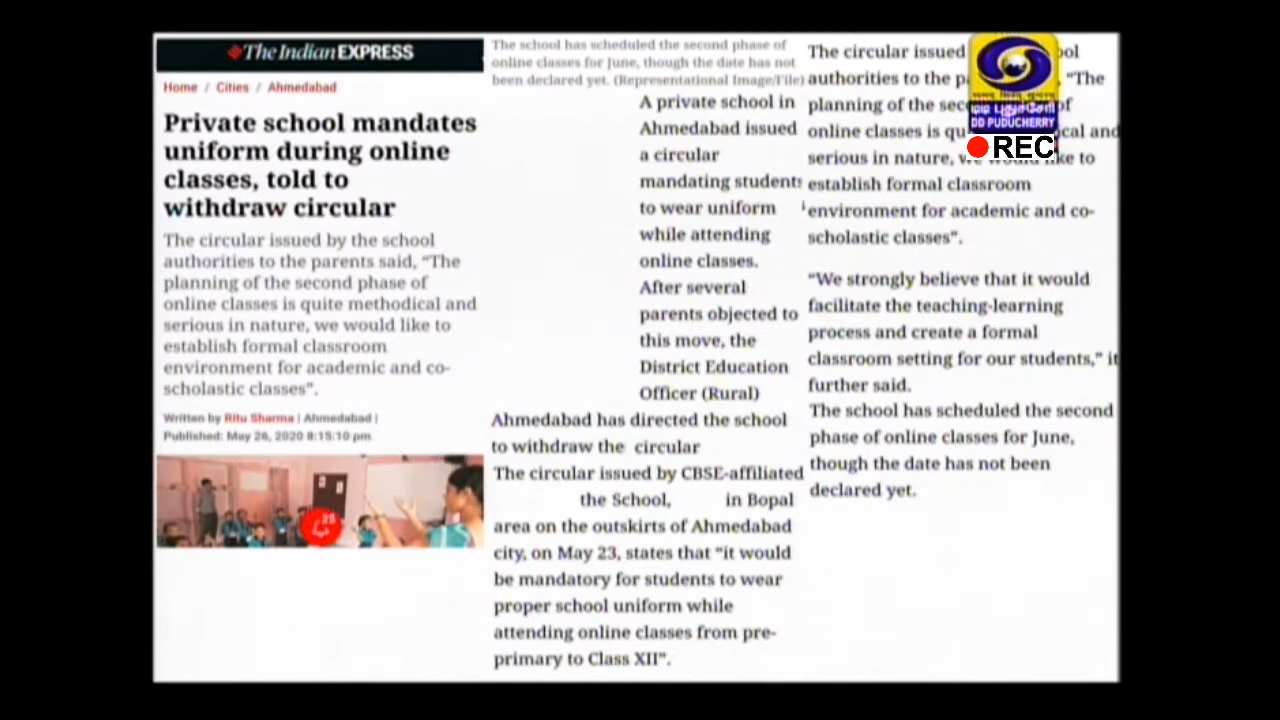 The Indian EXPRESS
Home / Cities / Ahmedabad
Private school mandates
uniform during online
classes, told to
withdraw circular
The circular issued by the school
authorities to the parents said, “The
planning of the second phase of
online classes is quite methodical and
serious in nature, we would like to
establish formal classroom
environment for academic and co-
scholastic classes”.
Written by Ritu Sharma | Ahmedabad |
Published: May 26, 2020 8:15:10 pm
25
The school has scheduled the second phase of
online classes for June, though the date has not
been declared yet. (Representational Image/File)
A private school in
Ahmedabad issued
a circular
mandating students
to wear uniform
while attending
online classes.
After several
parents objected to
this move, the
District Education
Officer (Rural)
Ahmedabad has directed the school
to withdraw the circular
The circular issued by CBSE-affiliated
the School, in Bopal
area on the outskirts of Ahmedabad
city, on May 23, states that “it would
be mandatory for students to wear
proper school uniform while
attending online classes from pre-
primary to Class XII”.
The circular issued ool
authorities to the p “The
planning of the sec of
online classes is qu cal and
serious in nature, w ke to
establish formal classroom
environment for academic and co-
scholastic classes”.
“We strongly believe that it would
facilitate the teaching-learning
process and create a formal
classroom setting for our students,” it
further said.
The school has scheduled the second
phase of online classes for June,
though the date has not been
declared yet.
DD PUDUCHERRY
REC